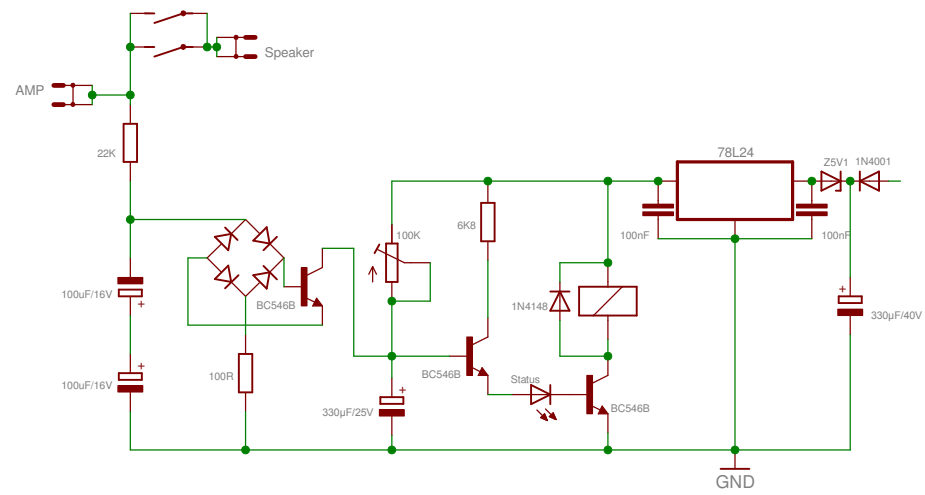 Speaker
AMP
22K
78L24
Z5V1
1N4001
100K
6K8
100nF
100nF
100uF/16V
BC546B
1N4148
330µF/40V
100R
100uF/16V
BC546B
Status
330µF/25V
BC546B
GND